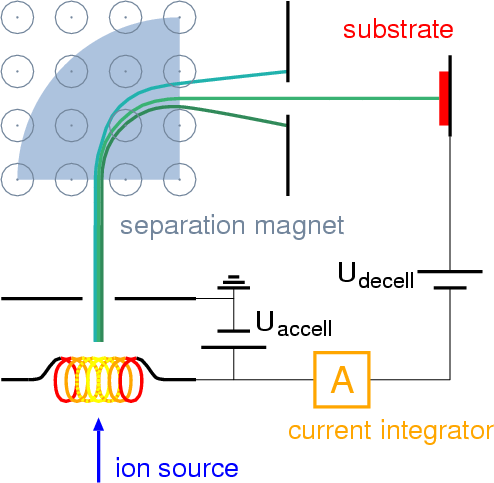 substrate
separation magnet
Udecell
Uaccell
A
current integrator
ion source